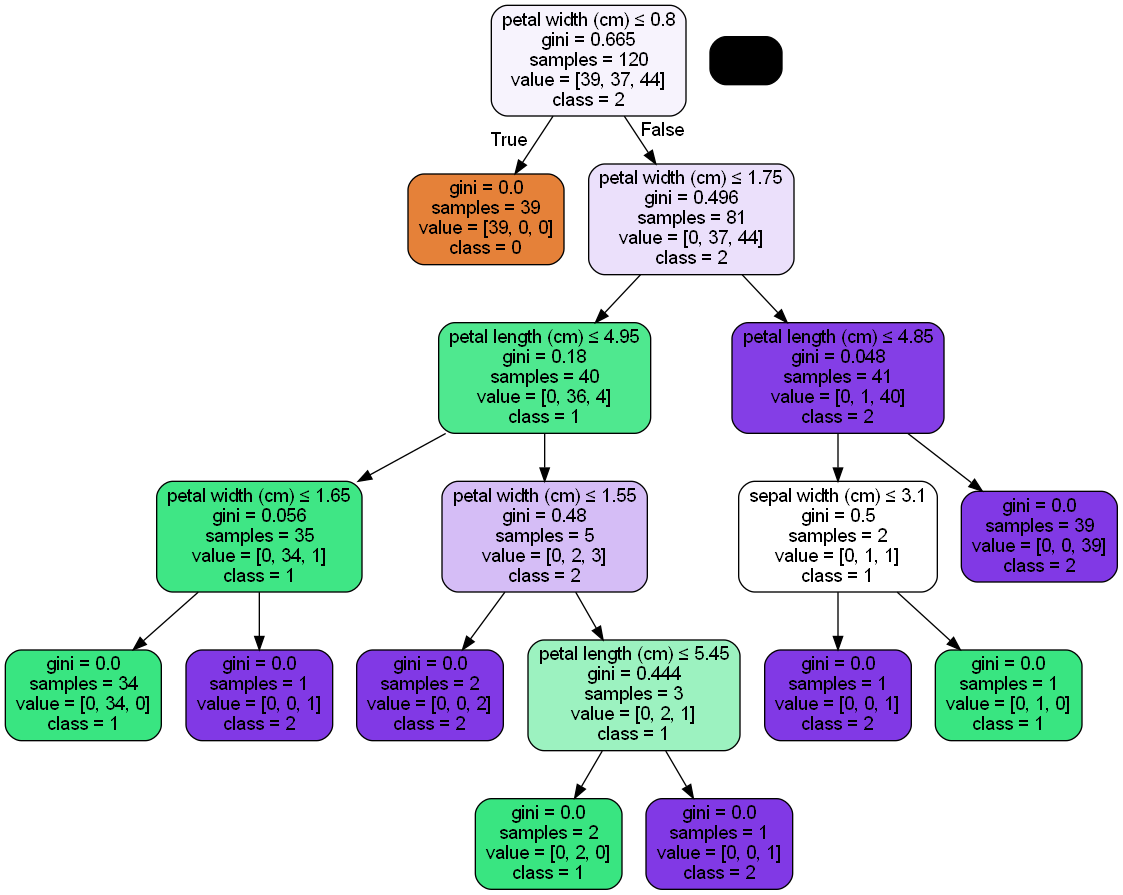 petal width (cm) ≤ 0.8
gini = 0.665
samples = 120
value = [39, 37, 44]
class = 2
True
False
gini = 0.0
samples = 39
value = [39, 0, 0]
class = 0
petal width (cm) ≤ 1.75
gini = 0.496
samples = 81
value = [0, 37, 44]
class = 2
petal length (cm) ≤ 4.95
gini = 0.18
samples = 40
value = [0, 36, 4]
class = 1
petal length (cm) ≤ 4.85
gini = 0.048
samples = 41
value = [0, 1, 40]
class = 2
petal width (cm) ≤ 1.65
gini = 0.056
samples = 35
value = [0, 34, 1]
class = 1
petal width (cm) ≤ 1.55
gini = 0.48
samples = 5
value = [0, 2, 3]
class = 2
sepal width (cm) ≤ 3.1
gini = 0.5
samples = 2
value = [0, 1, 1]
class = 1
gini = 0.0
samples = 39
value = [0, 0, 39]
class = 2
gini = 0.0
samples = 34
value = [0, 34, 0]
class = 1
gini = 0.0
samples = 1
value = [0, 0, 1]
class = 2
gini = 0.0
samples = 2
value = [0, 0, 2]
class = 2
petal length (cm) ≤ 5.45
gini = 0.444
samples = 3
value = [0, 2, 1]
class = 1
gini = 0.0
samples = 1
value = [0, 0, 1]
class = 2
gini = 0.0
samples = 1
value = [0, 1, 0]
class = 1
gini = 0.0
samples = 2
value = [0, 2, 0]
class = 1
gini = 0.0
samples = 1
value = [0, 0, 1]
class = 2